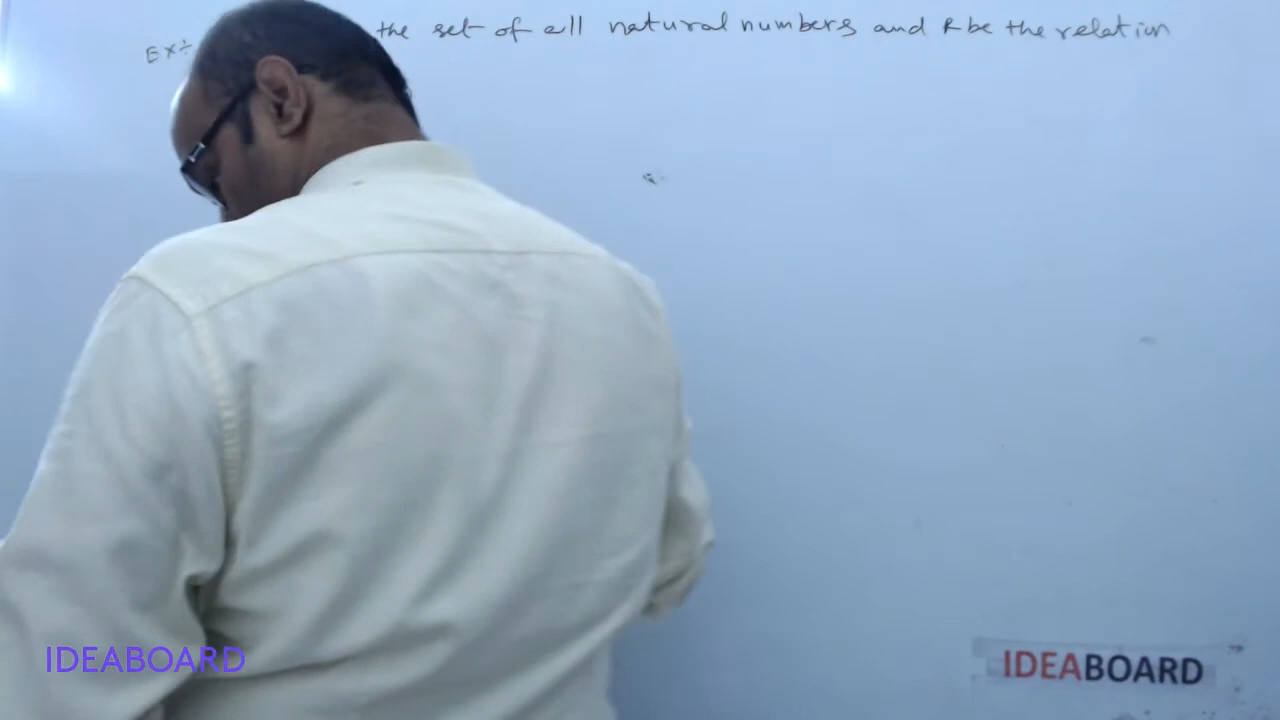 Ex:- the set of all natural numbers and R be the relation
IDEABOARD
IDEABOARD